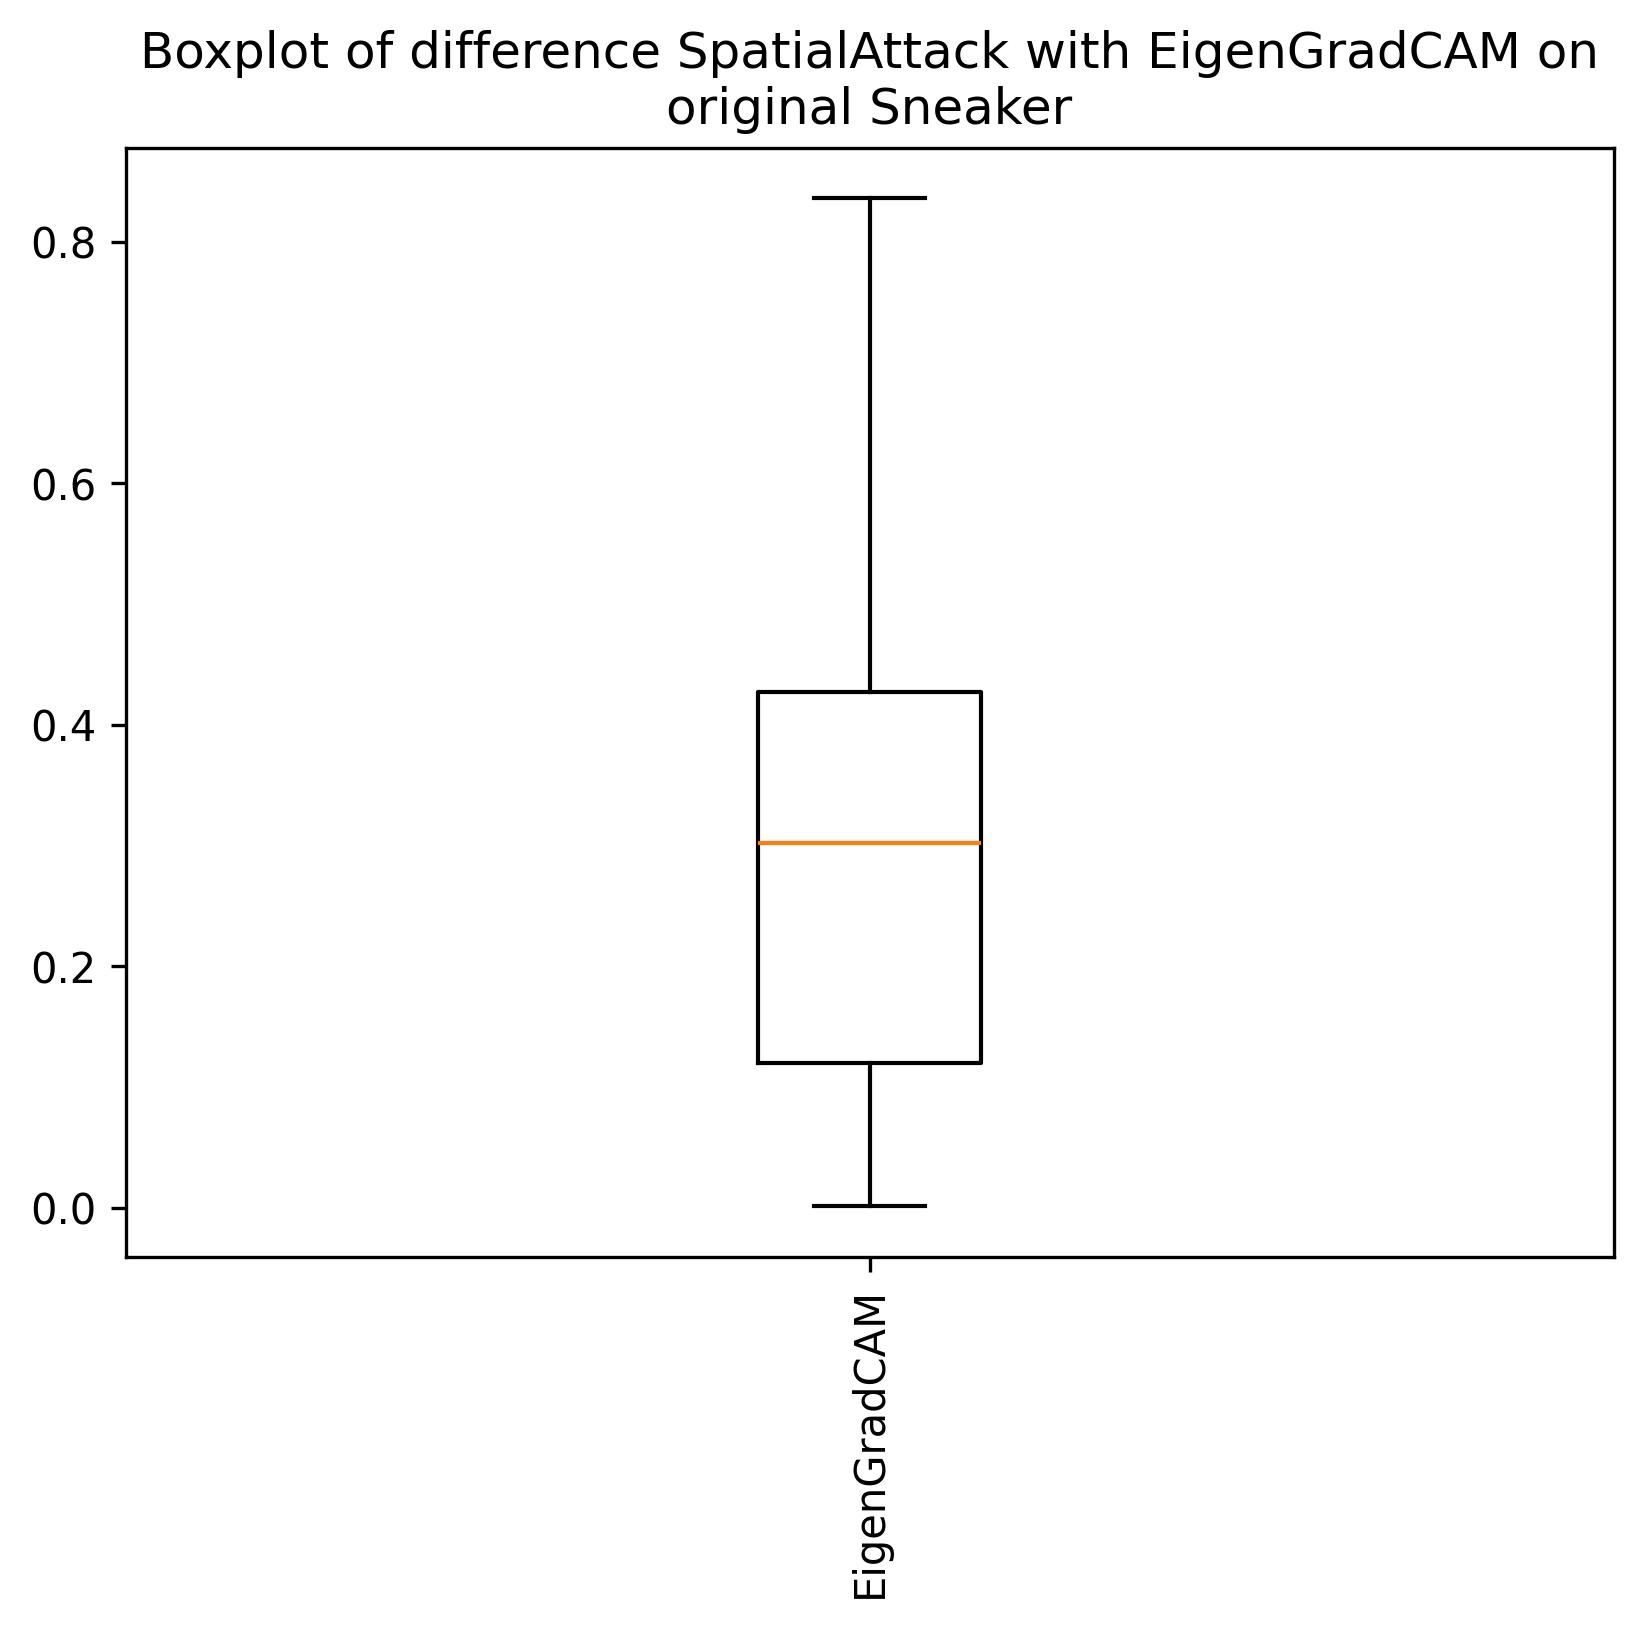 Boxplot of difference SpatialAttack with EigenGradCAM on
original Sneaker
0.8
0.6
0.4
0.2
0.0
EigenGradCAM